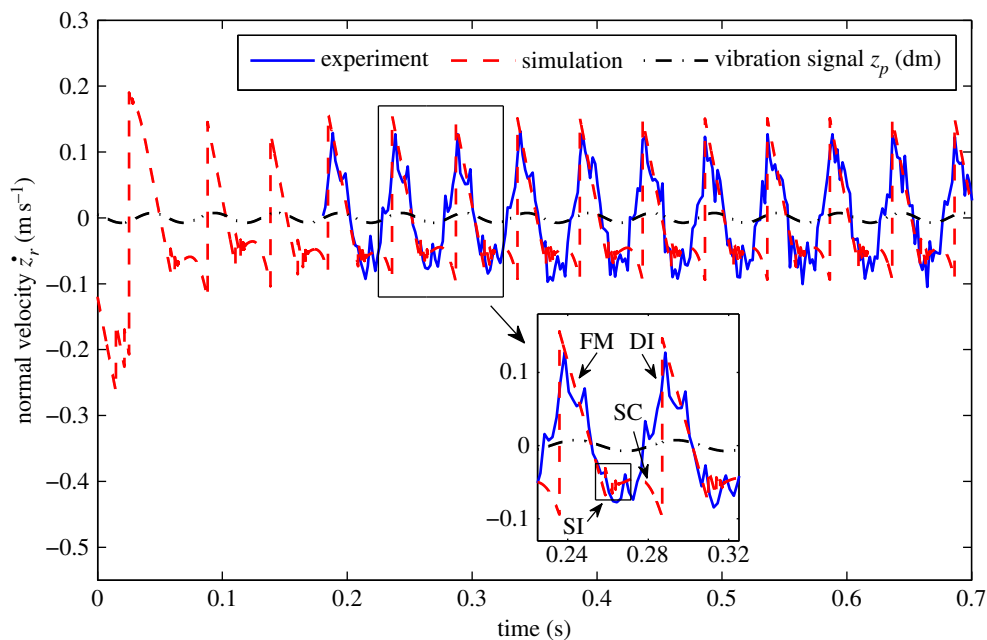 0.3
0.2
0.1
0
−0.1
−0.2
−0.3
−0.4
−0.5
normal velocity żr (m s−1)
experiment
simulation
vibration signal zp (dm)
FM
DI
SC
SI
0.1
0
−0.1
0.24
0.28
0.32
0
0.1
0.2
0.3
0.4
0.5
0.6
0.7
time (s)